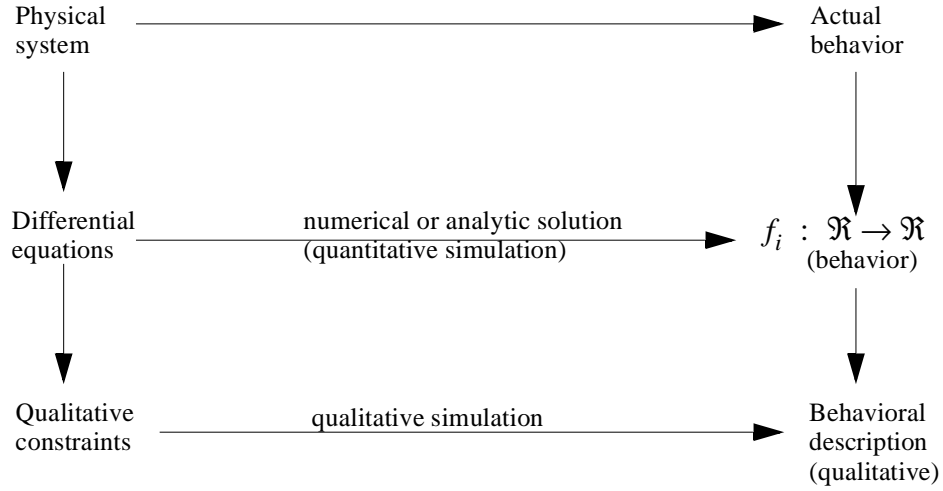 Physical
system
Actual
behavior
Differential
equations
numerical or analytic solution
(quantitative simulation)
f_i : ℜ → ℜ
(behavior)
Qualitative
constraints
qualitative simulation
Behavioral
description
(qualitative)